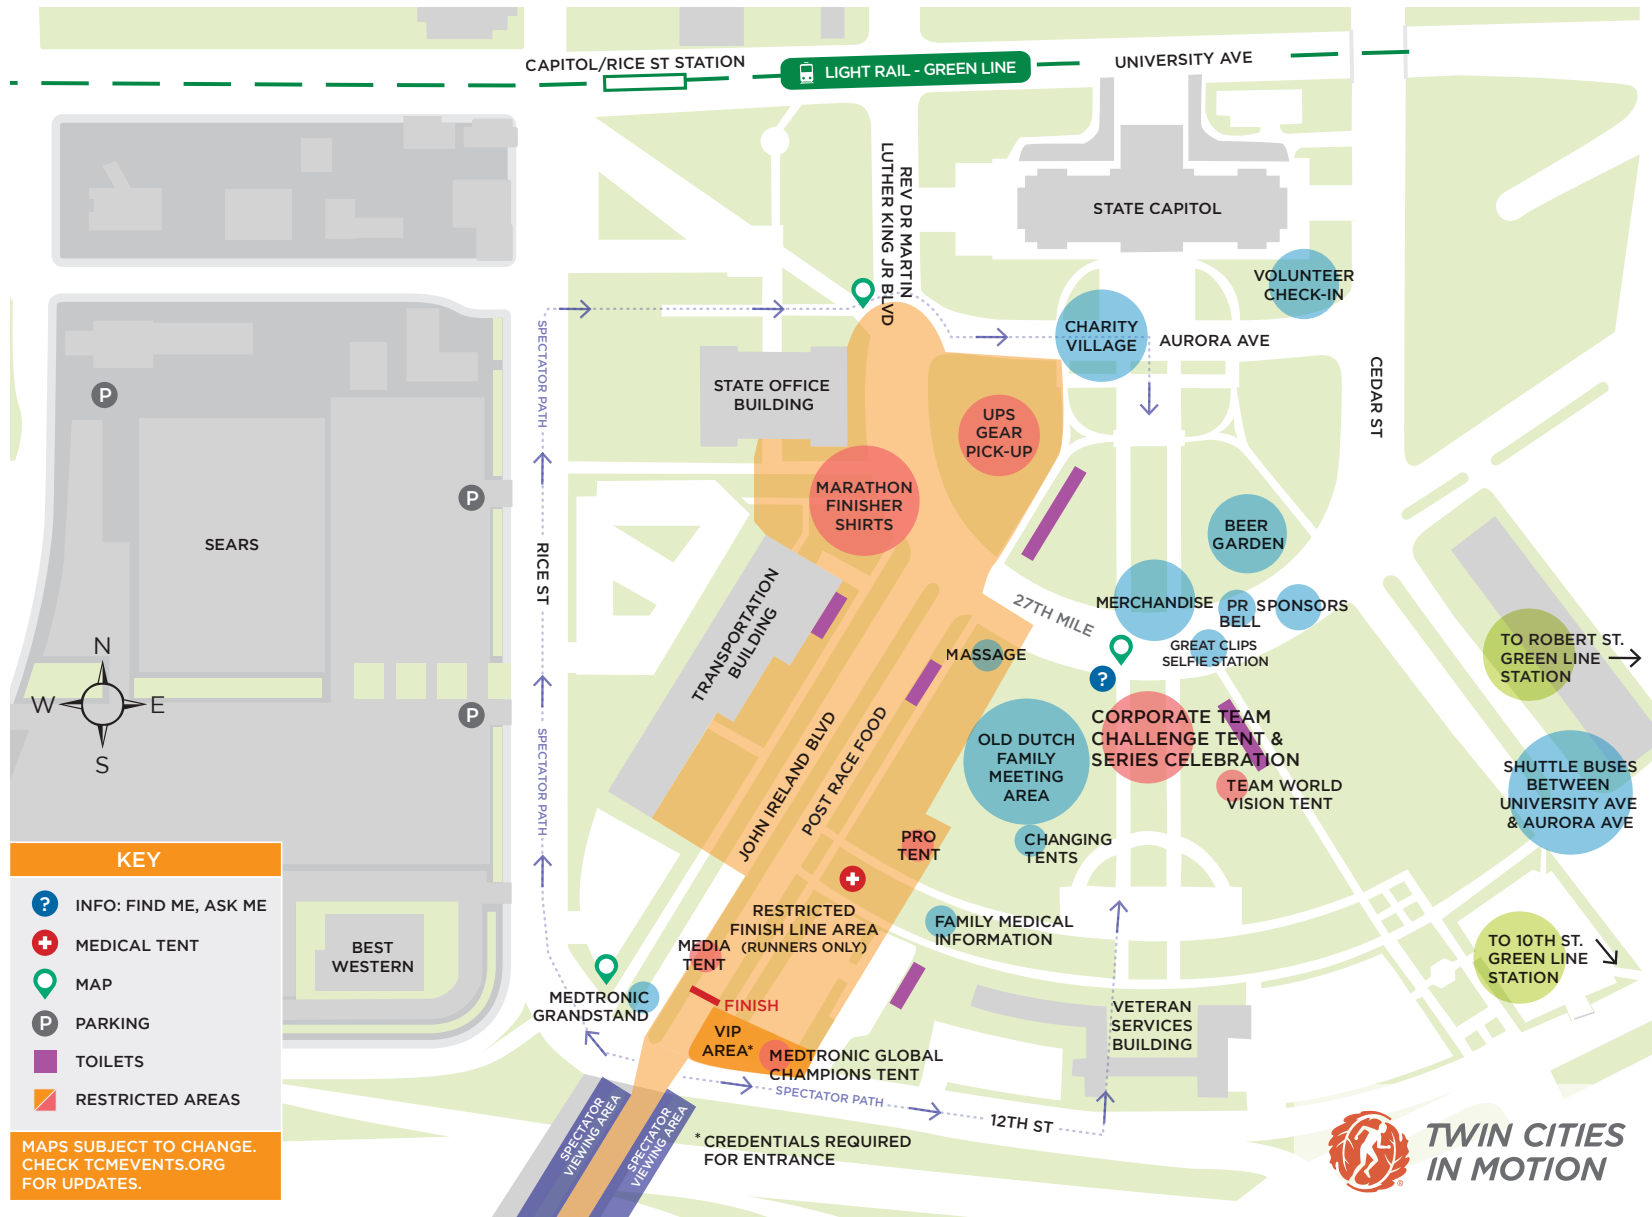 CAPITOL/RICE ST STATION
LIGHT RAIL - GREEN LINE
UNIVERSITY AVE
REV DR MARTIN
LUTHER KING JR BLVD
STATE CAPITOL
VOLUNTEER
CHECK-IN
CHARITY
VILLAGE
AURORA AVE
SPECTATOR PATH
STATE OFFICE
BUILDING
CEDAR ST
P
UPS
GEAR
PICK-UP
MARATHON
FINISHER
SHIRTS
P
SEARS
RICE ST
BEER
GARDEN
TRANSPORTATION
BUILDING
27TH MILE
MERCHANDISE
PR
BELL
SPONSORS
GREAT CLIPS
SELFIE STATION
MASSAGE
?
TO ROBERT ST.
GREEN LINE
STATION
N
W
E
S
P
SPECTATOR PATH
JOHN IRELAND BLVD
POST RACE FOOD
OLD DUTCH
FAMILY
MEETING
AREA
CORPORATE TEAM
CHALLENGE TENT &
SERIES CELEBRATION
TEAM WORLD
VISION TENT
SHUTTLE BUSES
BETWEEN
UNIVERSITY AVE
& AURORA AVE
PRO
TENT
CHANGING
TENTS
RESTRICTED
FINISH LINE AREA
(RUNNERS ONLY)
FAMILY MEDICAL
INFORMATION
MEDIA
TENT
TO 10TH ST.
GREEN LINE
STATION
BEST
WESTERN
MEDTRONIC
GRANDSTAND
FINISH
VIP
AREA*
MEDTRONIC GLOBAL
CHAMPIONS TENT
VETERAN
SERVICES
BUILDING
SPECTATOR PATH
12TH ST
SPECTATOR
VIEWING AREA
SPECTATOR
VIEWING AREA
* CREDENTIALS REQUIRED
FOR ENTRANCE
KEY
? INFO: FIND ME, ASK ME
MEDICAL TENT
MAP
P PARKING
TOILETS
RESTRICTED AREAS
MAPS SUBJECT TO CHANGE.
CHECK TCMEVENTS.ORG
FOR UPDATES.
TWIN CITIES
IN MOTION
®